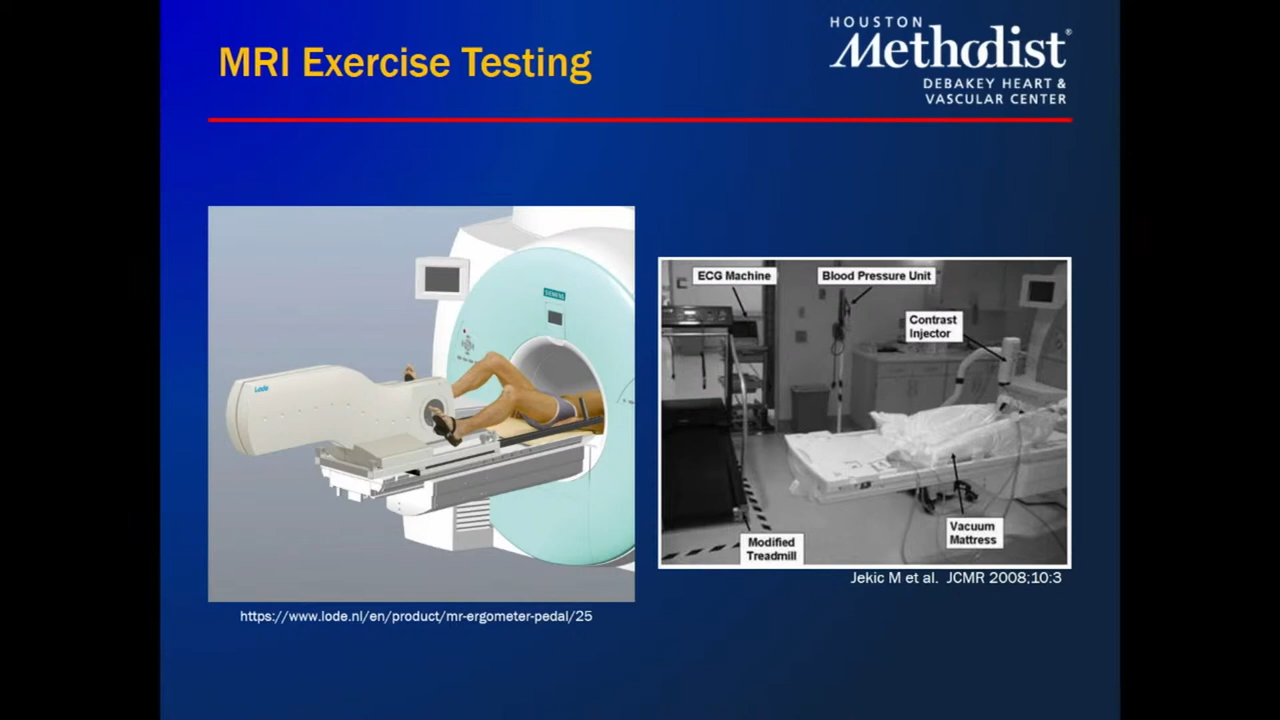 MRI Exercise Testing
HOUSTON
Methodist®
DEBAKEY HEART &
VASCULAR CENTER
SIEMENS
Lode
https://www.lode.nl/en/product/mr-ergometer-pedal/25
ECG Machine
Blood Pressure Unit
Contrast
Injector
Vacuum
Mattress
Modified
Treadmill
Jekic M et al. JCMR 2008;10:3